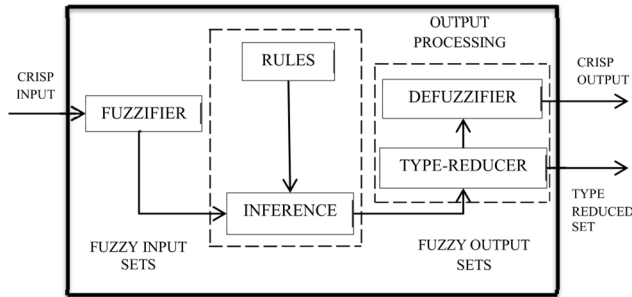 OUTPUT
PROCESSING
CRISP
INPUT
RULES
CRISP
OUTPUT
DEFUZZIFIER
FUZZIFIER
TYPE-REDUCER
INFERENCE
TYPE
REDUCED
SET
FUZZY INPUT
SETS
FUZZY OUTPUT
SETS